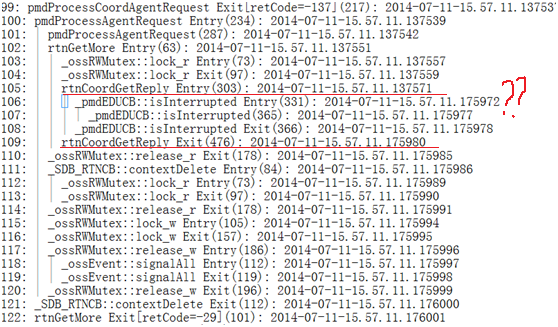 99: pmdProcessCoordAgentRequest Exit[retCode=-137](217): 2014-07-11-15.57.11.137537
100: pmdProcessAgentRequest Entry(234): 2014-07-11-15.57.11.137539
101: pmdProcessAgentRequest(287): 2014-07-11-15.57.11.137542
102: rtnGetMore Entry(63): 2014-07-11-15.57.11.137551
103: _ossRWMutex::lock_r Entry(73): 2014-07-11-15.57.11.137557
104: _ossRWMutex::lock_r Exit(97): 2014-07-11-15.57.11.137559
105: rtnCoordGetReply Entry(303): 2014-07-11-15.57.11.137571
106: _pmdEDUCB::isInterrupted Entry(331): 2014-07-11-15.57.11.175972
107: _pmdEDUCB::isInterrupted(365): 2014-07-11-15.57.11.175977
108: _pmdEDUCB::isInterrupted Exit(366): 2014-07-11-15.57.11.175978
??
109: rtnCoordGetReply Exit(476): 2014-07-11-15.57.11.175980
110: _ossRWMutex::release_r Exit(178): 2014-07-11-15.57.11.175985
111: _SDB_RTNCB::contextDelete Entry(84): 2014-07-11-15.57.11.175986
112: _ossRWMutex::lock_r Entry(73): 2014-07-11-15.57.11.175989
113: _ossRWMutex::lock_r Exit(97): 2014-07-11-15.57.11.175990
114: _ossRWMutex::release_r Exit(178): 2014-07-11-15.57.11.175991
115: _ossRWMutex::lock_w Entry(105): 2014-07-11-15.57.11.175994
116: _ossRWMutex::lock_w Exit(157): 2014-07-11-15.57.11.175995
117: _ossRWMutex::release_w Entry(186): 2014-07-11-15.57.11.175996
118: _ossEvent::signalAll Entry(112): 2014-07-11-15.57.11.175997
119: _ossEvent::signalAll Exit(119): 2014-07-11-15.57.11.175998
120: _ossRWMutex::release_w Exit(196): 2014-07-11-15.57.11.175999
121: _SDB_RTNCB::contextDelete Exit(112): 2014-07-11-15.57.11.176000
122: rtnGetMore Exit[retCode=-29](101): 2014-07-11-15.57.11.176001